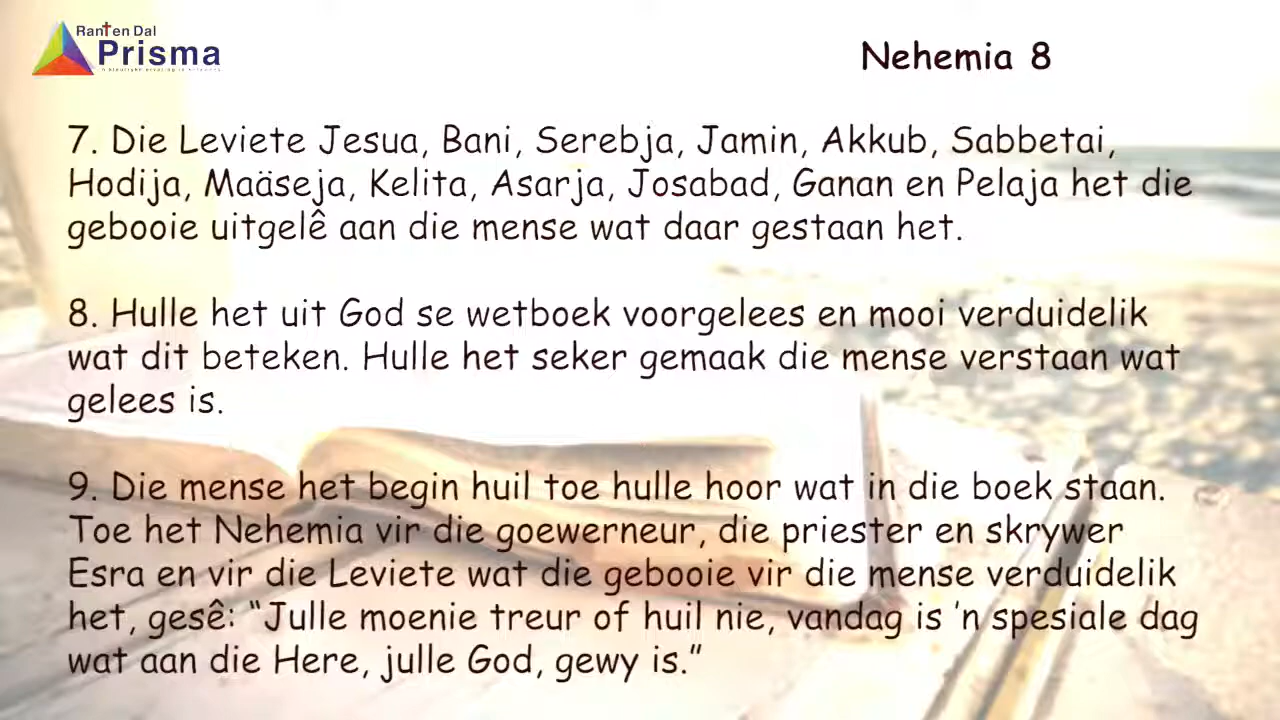 Rant en Dal
Prisma
Nehemia 8
7. Die Leviete Jesua, Bani, Serebja, Jamin, Akkub, Sabbetai,
Hodija, Maäseja, Kelita, Asarja, Josabad, Ganan en Pelaja het die
gebooie uitgelê aan die mense wat daar gestaan het.
8. Hulle het uit God se wetboek voorgelees en mooi verduidelik
wat dit beteken. Hulle het seker gemaak die mense verstaan wat
gelees is.
9. Die mense het begin huil toe hulle hoor wat in die boek staan.
Toe het Nehemia vir die goewerneur, die priester en skrywer
Esra en vir die Leviete wat die gebooie vir die mense verduidelik
het, gesê: “Julle moenie treur of huil nie, vandag is ’n spesiale dag
wat aan die Here, julle God, gewy is.”